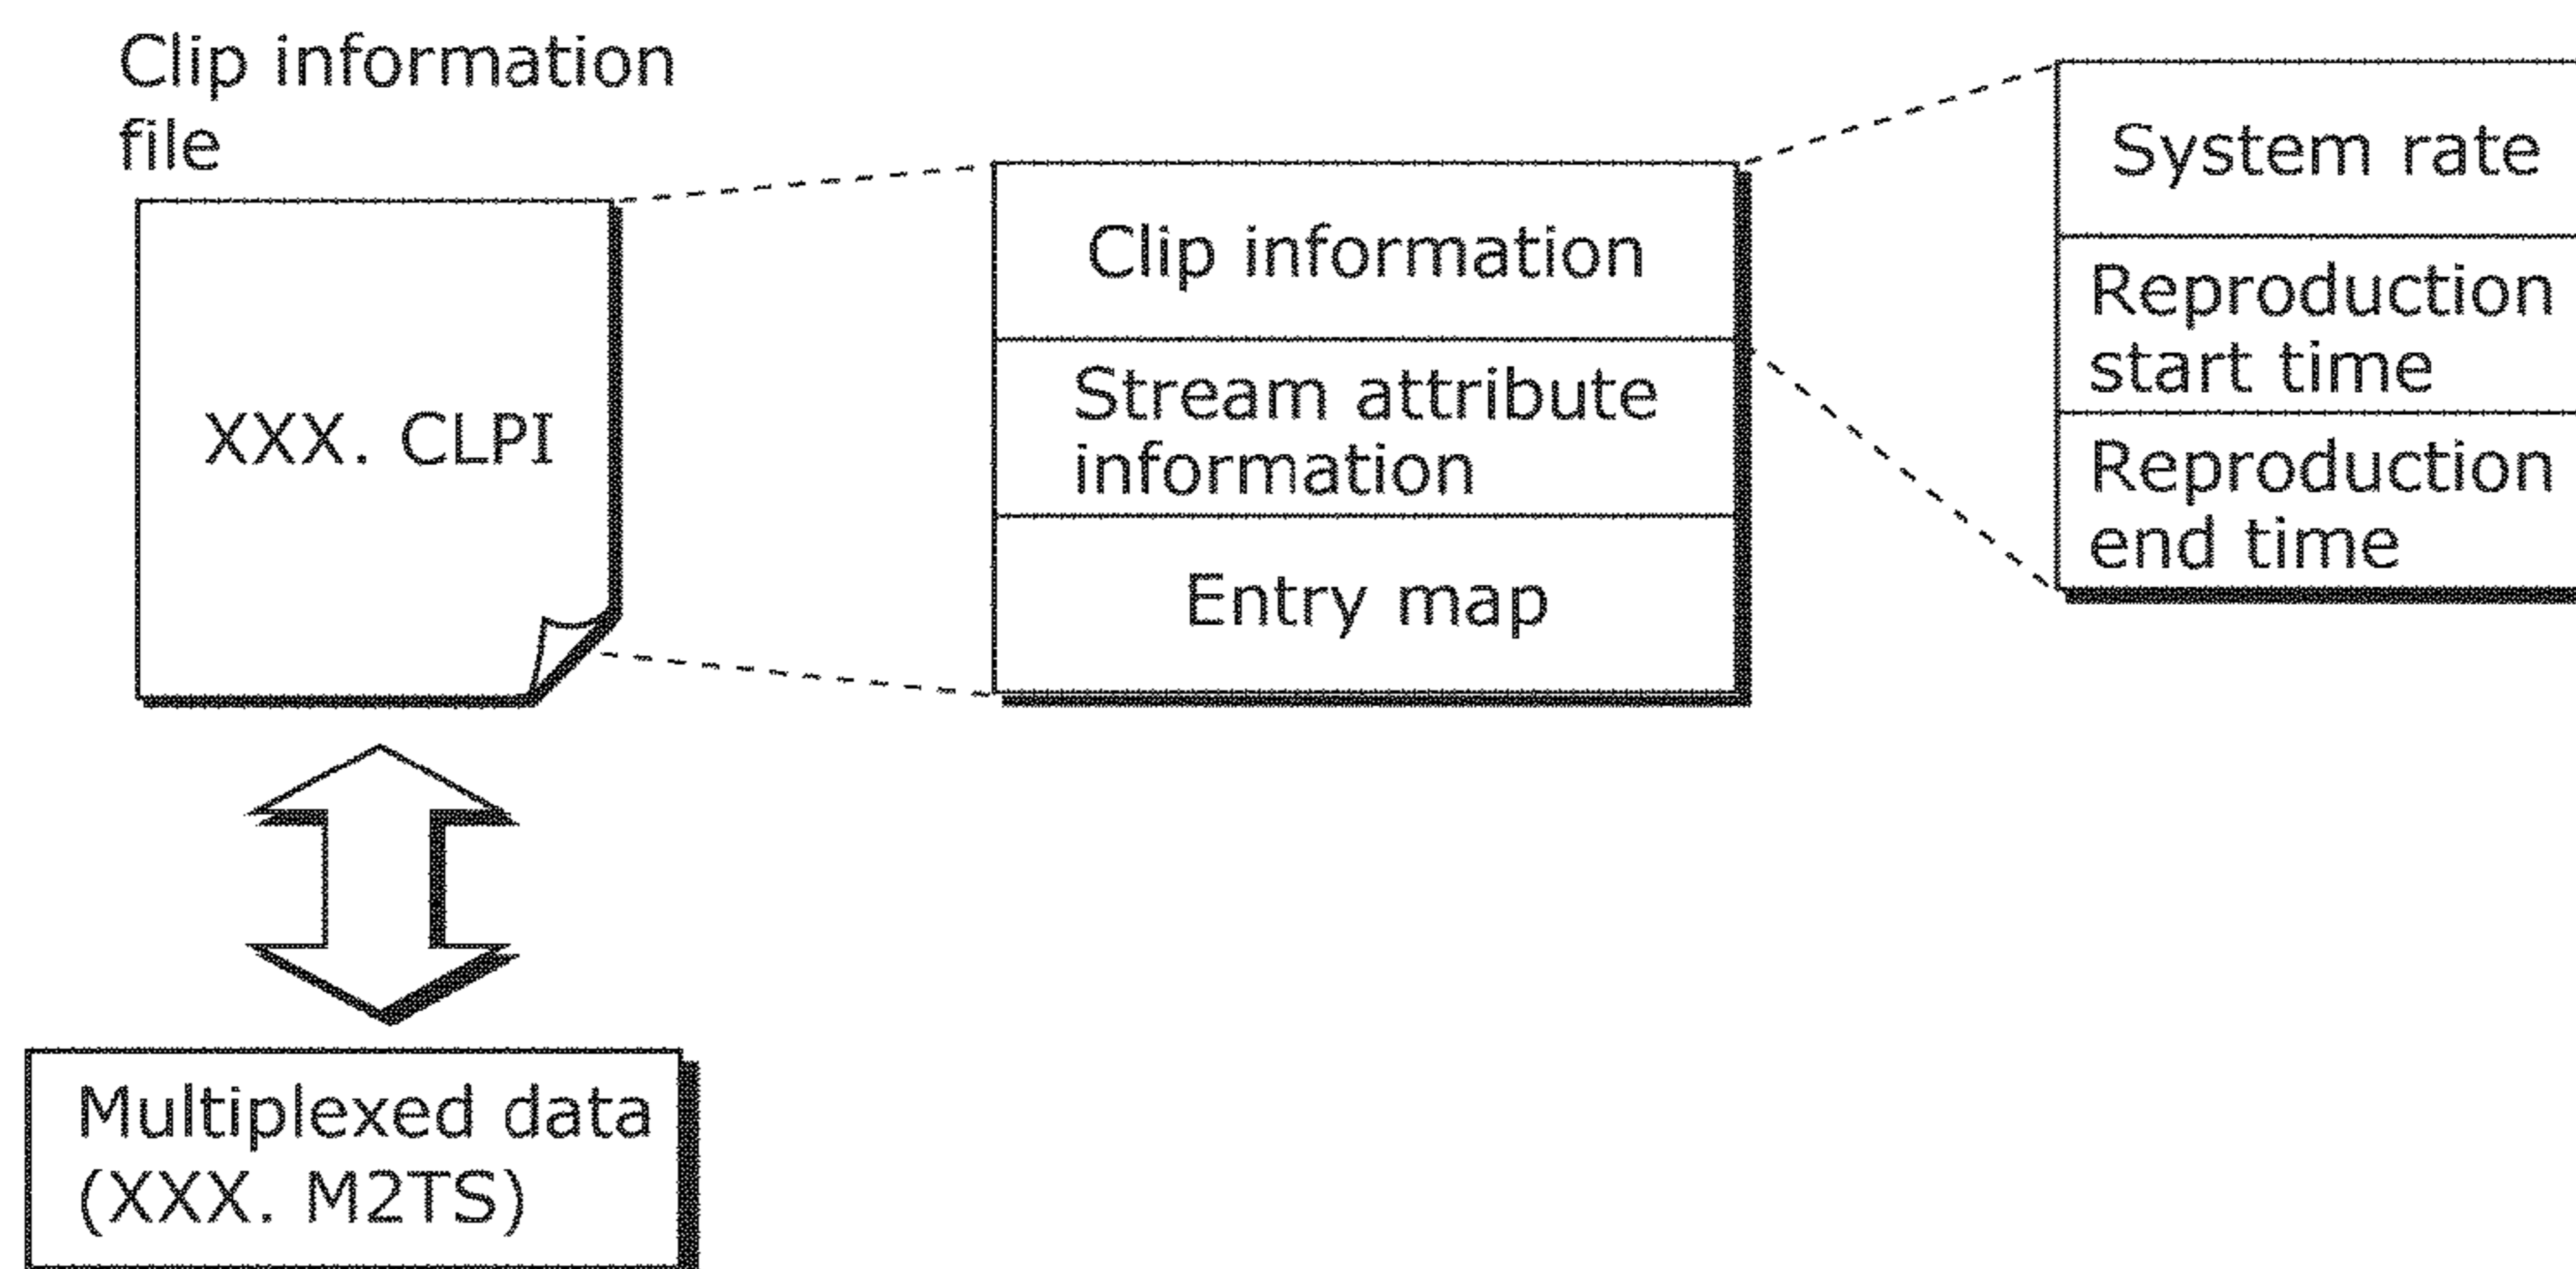 Clip information
file
XXX. CLPI
Clip information
Stream attribute
information
Entry map
System rate
Reproduction
start time
Reproduction
end time
Multiplexed data
(XXX. M2TS)